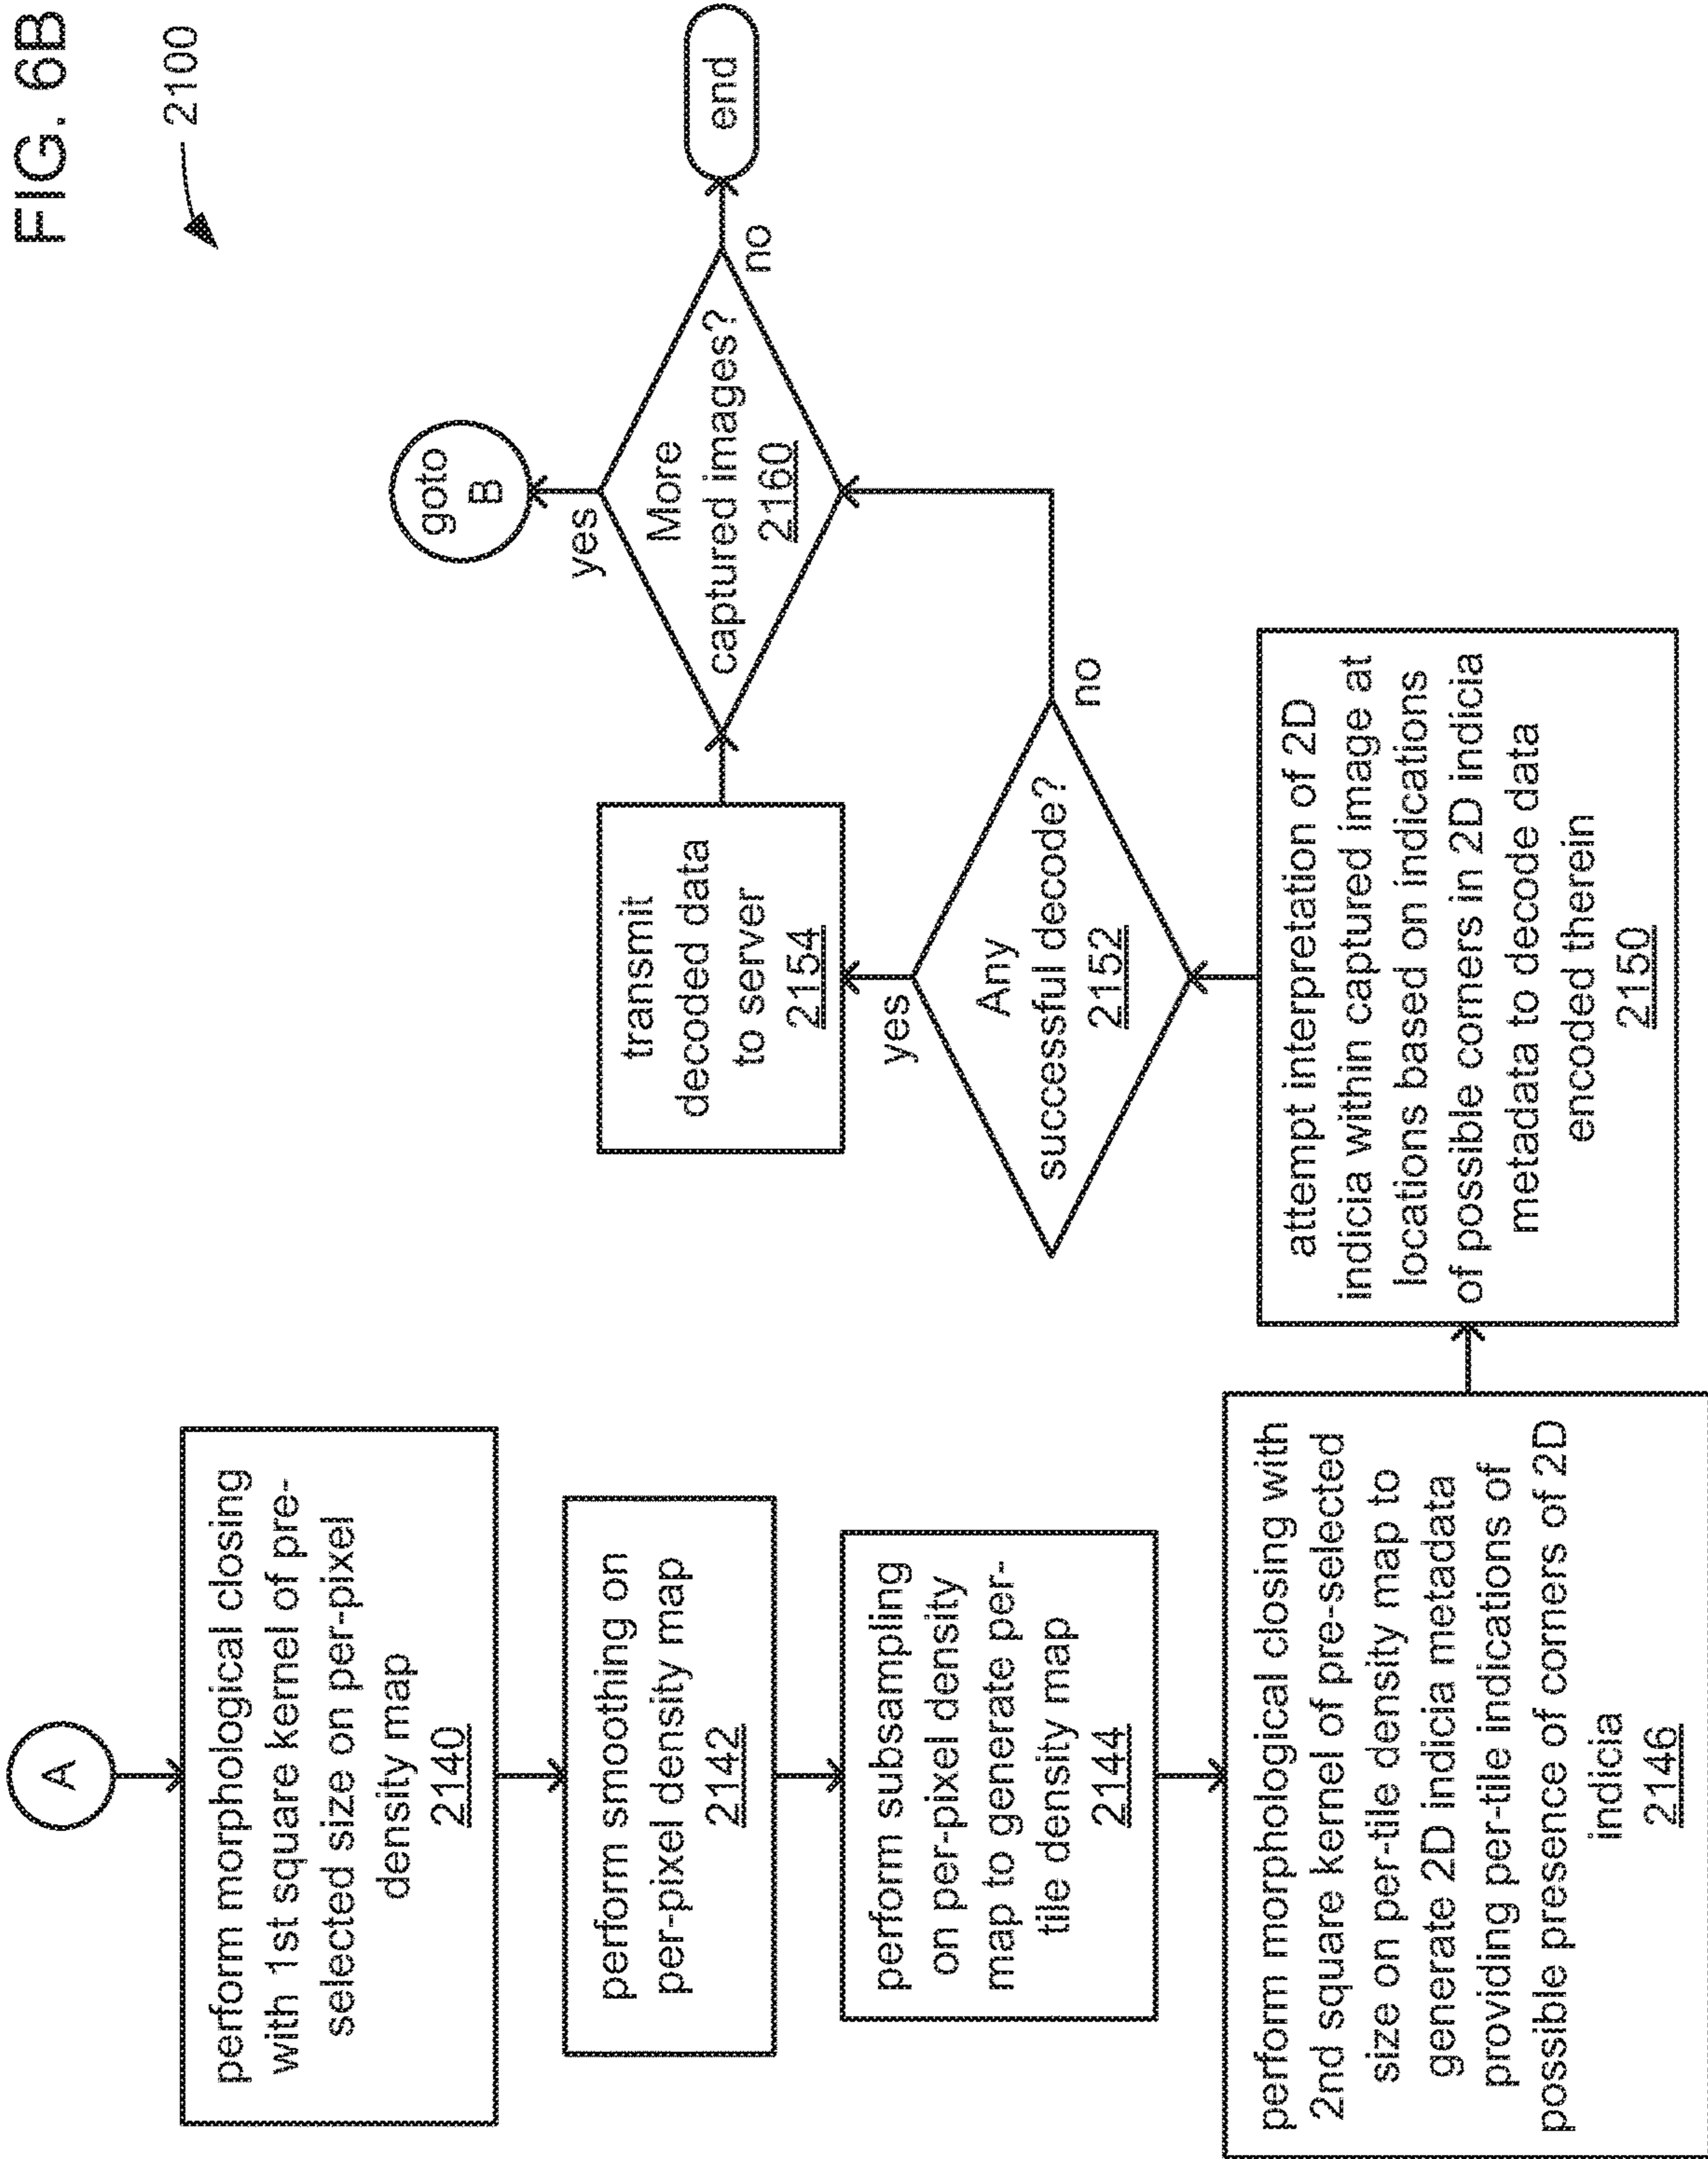 FIG. 6B
2100
A
perform morphological closing
with 1st square kernel of pre-
selected size on per-pixel
density map
2140
perform smoothing on
per-pixel density map
2142
perform subsampling
on per-pixel density
map to generate per-
tile density map
2144
perform morphological closing with
2nd square kernel of pre-selected
size on per-tile density map to
generate 2D indicia metadata
providing per-tile indications of
possible presence of corners of 2D
indicia
2146
attempt interpretation of 2D
indicia within captured image at
locations based on indications
of possible corners in 2D indicia
metadata to decode data
encoded therein
2150
Any
successful decode?
2152
yes
no
transmit
decoded data
to server
2154
More
captured images?
2160
yes
no
goto
B
end